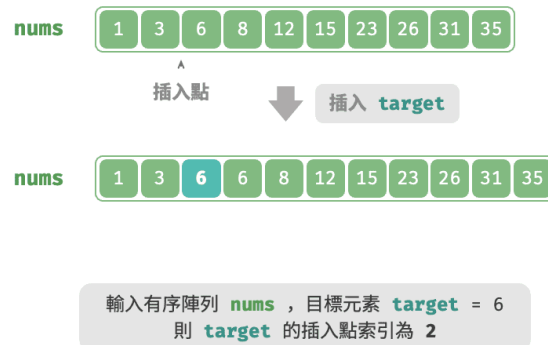 nums 1 3 6 8 12 15 23 26 31 35
插入點
插入 target
nums 1 3 6 6 8 12 15 23 26 31 35
輸入有序陣列 nums ，目標元素 target = 6
則 target 的插入點索引為 2